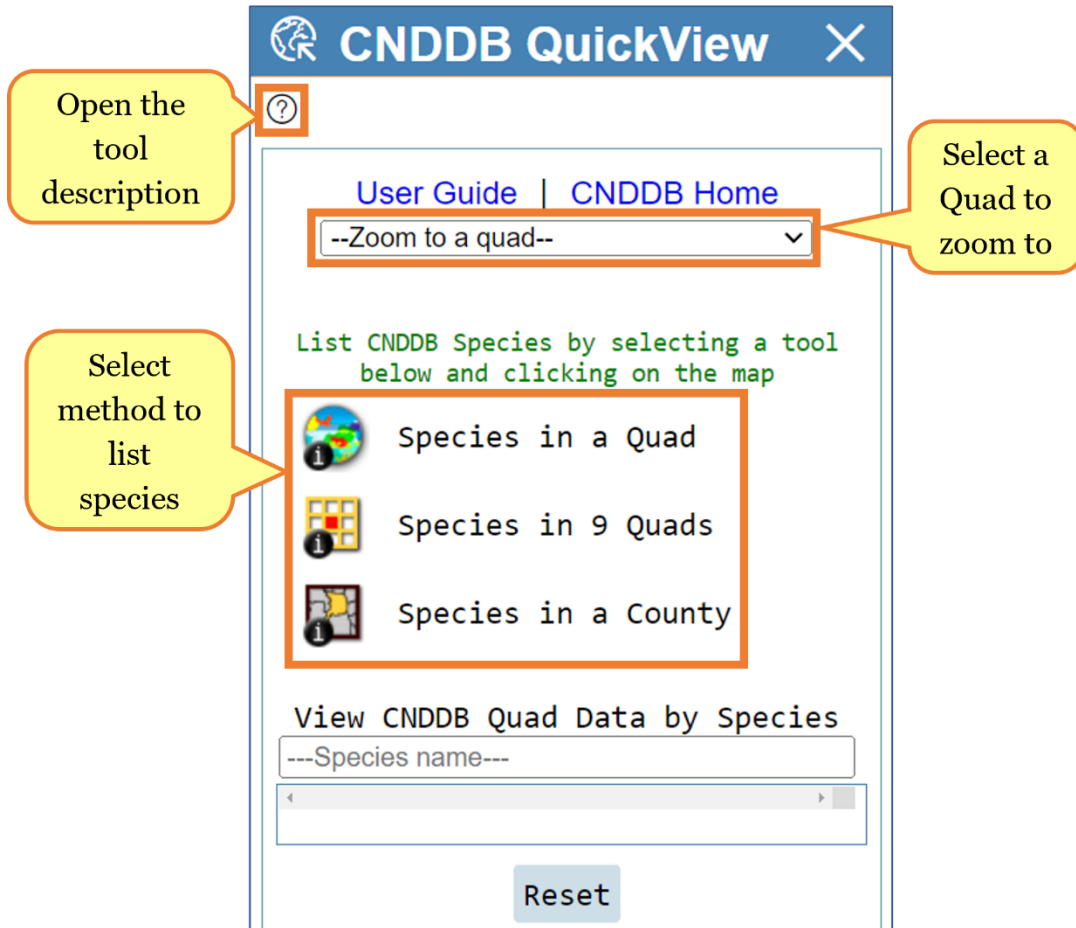 CNDDB QuickView
Open the
tool
description
?
User Guide | CNDDB Home
--Zoom to a quad--
Select a
Quad to
zoom to
List CNDDB Species by selecting a tool
below and clicking on the map
Select
method to
list
species
i
Species in a Quad
i
Species in 9 Quads
i
Species in a County
View CNDDB Quad Data by Species
---Species name---
Reset